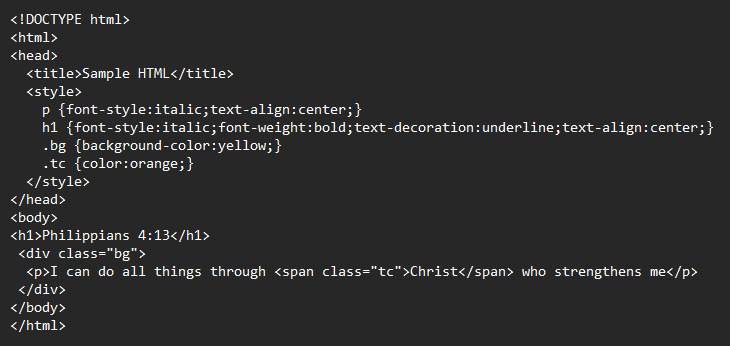 <!DOCTYPE html>
<html>
<head>
  <title>Sample HTML</title>
  <style>
    p {font-style:italic;text-align:center;}
    h1 {font-style:italic;font-weight:bold;text-decoration:underline;text-align:center;}
    .bg {background-color:yellow;}
    .tc {color:orange;}
  </style>
</head>
<body>
<h1>Philippians 4:13</h1>
 <div class="bg">
  <p>I can do all things through <span class="tc">Christ</span> who strengthens me</p>
 </div>
</body>
</html>